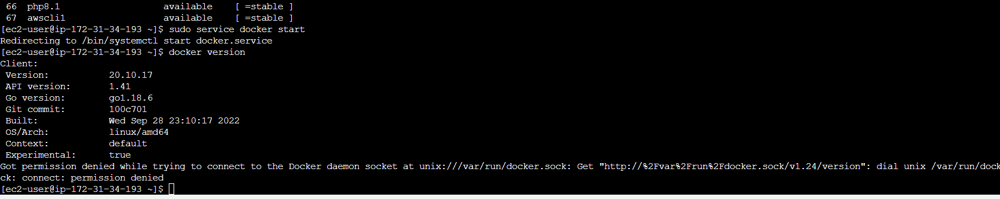 66 php8.1 available [ =stable ]
67 awscli1 available [ =stable ]
[ec2-user@ip-172-31-34-193 ~]$ sudo service docker start
Redirecting to /bin/systemctl start docker.service
[ec2-user@ip-172-31-34-193 ~]$ docker version
Client:
Version: 20.10.17
API version: 1.41
Go version: go1.18.6
Git commit: 100c701
Built: Wed Sep 28 23:10:17 2022
OS/Arch: linux/amd64
Context: default
Experimental: true
Got permission denied while trying to connect to the Docker daemon socket at unix:///var/run/docker.sock: Get "http://%2Fvar%2Frun%2Fdocker.sock/v1.24/version": dial unix /var/run/dock
ck: connect: permission denied
[ec2-user@ip-172-31-34-193 ~]$